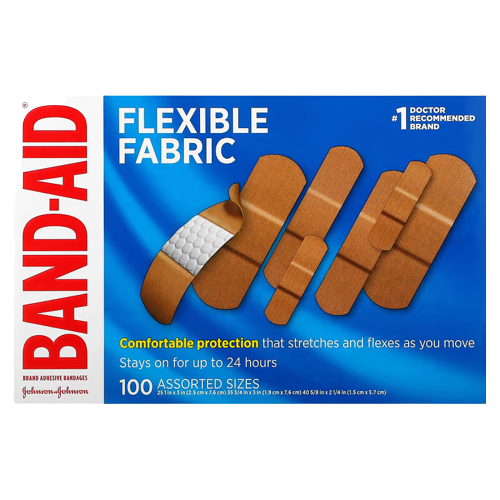 BAND-AID®
BRAND ADHESIVE BANDAGES
Johnson & Johnson
FLEXIBLE
FABRIC
#1 DOCTOR
RECOMMENDED
BRAND
Comfortable protection that stretches and flexes as you move
Stays on for up to 24 hours
100 ASSORTED SIZES
25 1 in x 3 in (2.5 cm x 7.6 cm) 35 3/4 in x 3 in (1.9 cm x 7.6 cm) 40 5/8 in x 2 1/4 in (1.5 cm x 5.7 cm)